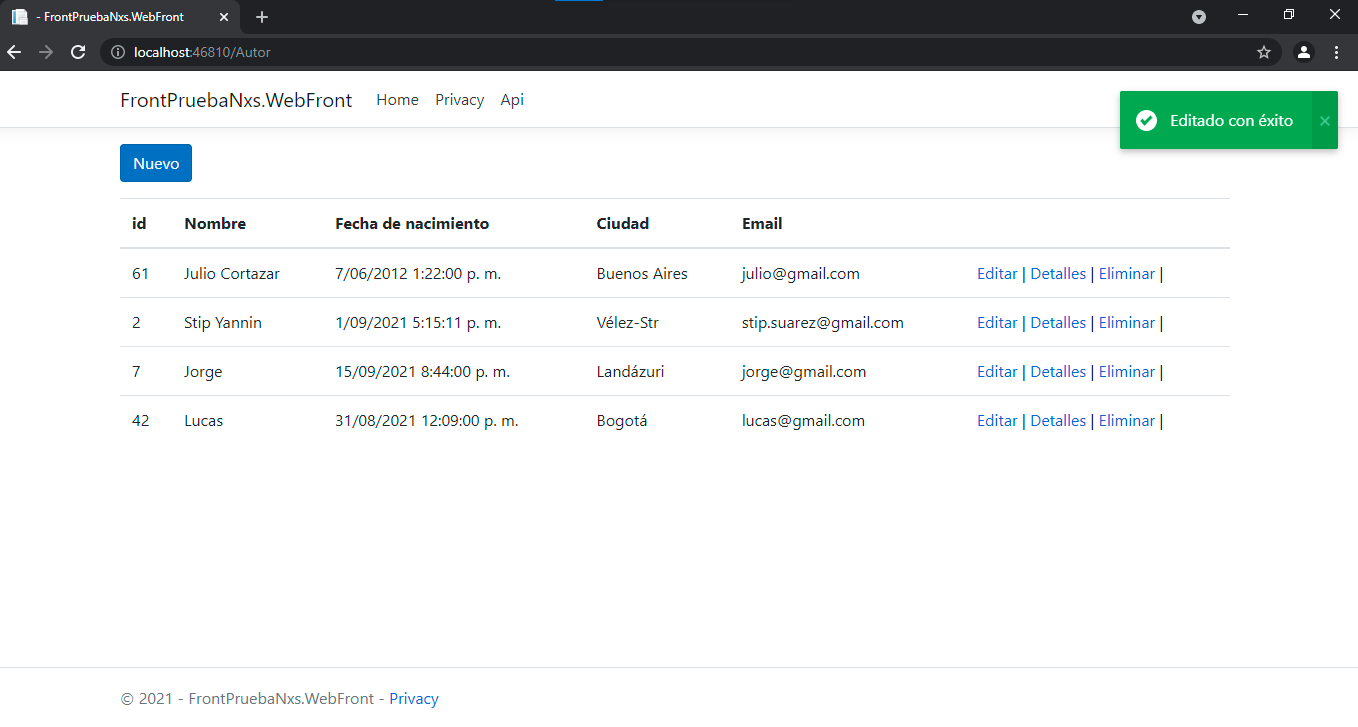 - FrontPruebaNxs.WebFront
localhost:46810/Autor
FrontPruebaNxs.WebFront Home Privacy Api
Editado con éxito
Nuevo
id Nombre Fecha de nacimiento Ciudad Email
61 Julio Cortazar 7/06/2012 1:22:00 p. m. Buenos Aires julio@gmail.com Editar | Detalles | Eliminar |
2 Stip Yannin 1/09/2021 5:15:11 p. m. Vélez-Str stip.suarez@gmail.com Editar | Detalles | Eliminar |
7 Jorge 15/09/2021 8:44:00 p. m. Landázuri jorge@gmail.com Editar | Detalles | Eliminar |
42 Lucas 31/08/2021 12:09:00 p. m. Bogotá lucas@gmail.com Editar | Detalles | Eliminar |
© 2021 - FrontPruebaNxs.WebFront - Privacy